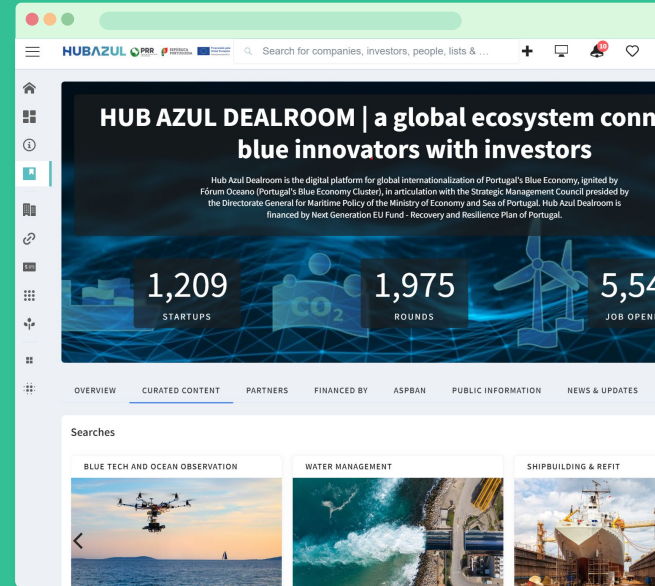 HUBΛZUL PRR REPÚBLICA PORTUGUESA Search for companies, investors, people, lists & ... 10
HUB AZUL DEALROOM | a global ecosystem conn
blue innovators with investors
Hub Azul Dealroom is the digital platform for global internationalization of Portugal's Blue Economy, ignited by
Fórum Oceano (Portugal's Blue Economy Cluster), in articulation with the Strategic Management Council presided by
the Directorate General for Maritime Policy of the Ministry of Economy and Sea of Portugal. Hub Azul Dealroom is
financed by Next Generation EU Fund - Recovery and Resilience Plan of Portugal.
CO₂
1,209 1,975 5,54
STARTUPS ROUNDS JOB OPENI
OVERVIEW CURATED CONTENT PARTNERS FINANCED BY ASPBAN PUBLIC INFORMATION NEWS & UPDATES
Searches
BLUE TECH AND OCEAN OBSERVATION WATER MANAGEMENT SHIPBUILDING & REFIT